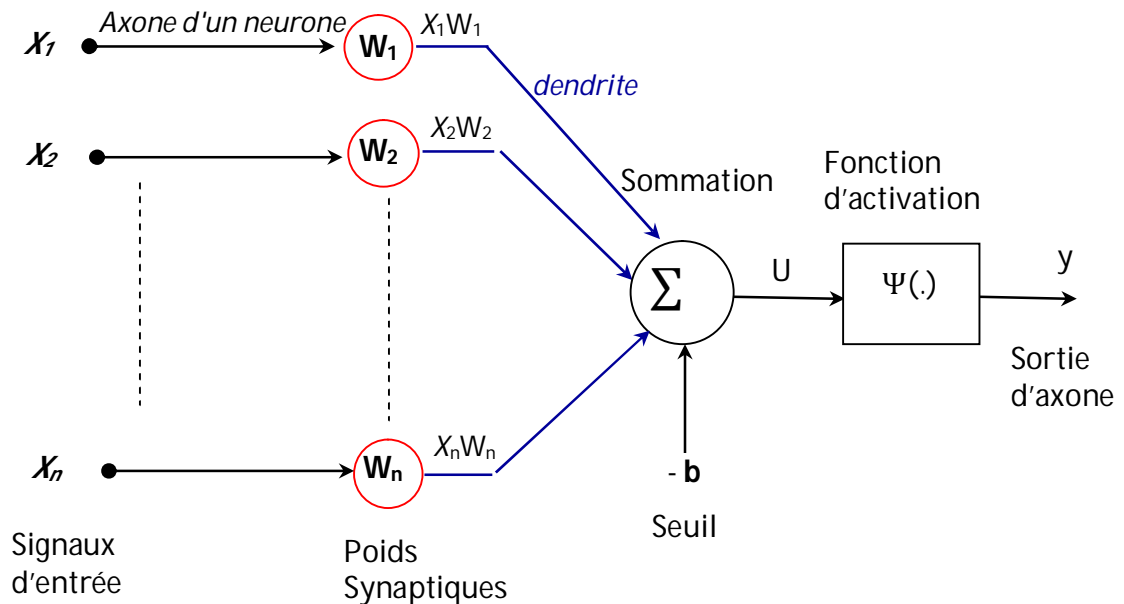 X1
Axone d'un neurone
W1
X1W1
dendrite
X2
W2
X2W2
Sommation
Fonction
d'activation
Σ
U
Ψ(.)
y
Sortie
d'axone
Xn
Wn
XnWn
- b
Seuil
Signaux
d'entrée
Poids
Synaptiques